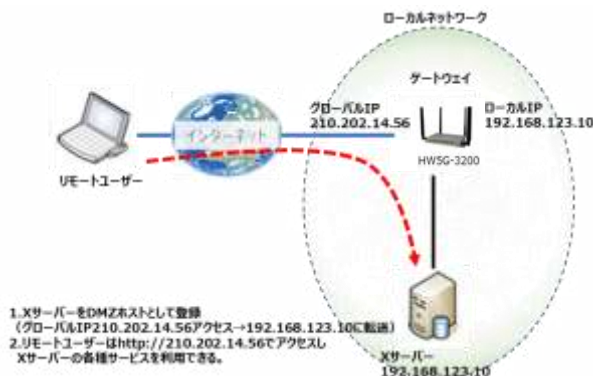 ローカルネットワーク
ゲートウェイ
グローバルIP
210.202.14.56
ローカルIP
192.168.123.10
インターネット
HW5G-3200
リモートユーザー
1.XサーバーをDMZホストとして登録
（グローバルIP210.202.14.56アクセス→192.168.123.10に転送）
2.リモートユーザーはhttp://210.202.14.56でアクセスし
Xサーバーの各種サービスを利用できる。
Xサーバー
192.168.123.10